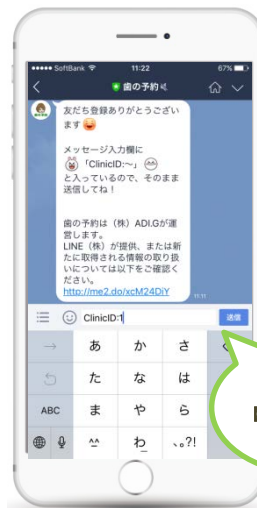 SoftBank 11:22 67%
歯の予約
友だち登録ありがとうござい
ます
メッセージ入力欄に
「ClinicID:~」
と入っているので、そのまま
送信してね!
歯の予約は(株)ADI.Gが運
営します。
LINE(株)が提供、または新
たに取得される情報の取り扱
いについては以下をご確認く
ださい。
http://me2.do/xcM24DiY
11:11
ClinicID:1 送信
→ あ か さ
た な は
ABC ま や ら
^^ わ 、。?!